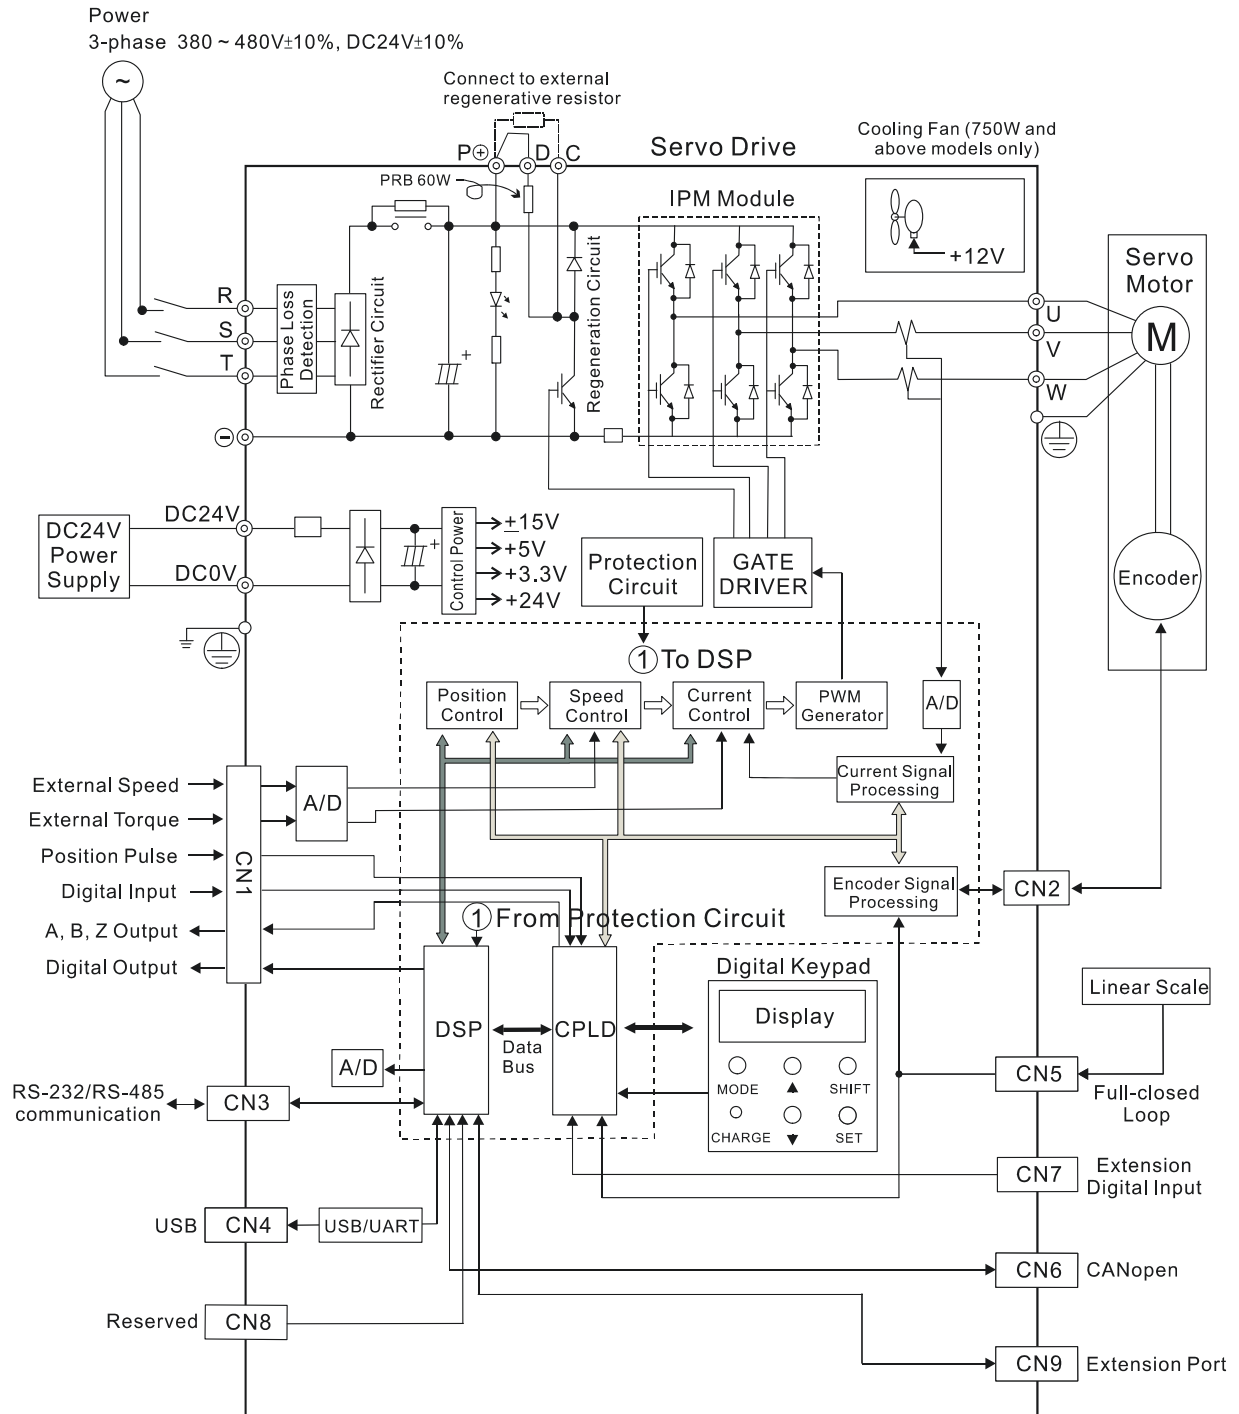 Power
3-phase 380 ~ 480V±10%, DC24V±10%
~
Connect to external
regenerative resistor
Cooling Fan (750W and
above models only)
P⊕
D
C
Servo Drive
PRB 60W
IPM Module
+12V
Servo
Motor
R
S
T
Phase Loss
Detection
Rectifier Circuit
+
Regeneration Circuit
U
V
W
M
⊖
DC24V
Power
Supply
DC24V
DC0V
+
Control Power
±15V
+5V
+3.3V
+24V
Protection
Circuit
GATE
DRIVER
Encoder
① To DSP
Position
Control
Speed
Control
Current
Control
PWM
Generator
A/D
External Speed
External Torque
Position Pulse
Digital Input
A, B, Z Output
Digital Output
CN1
A/D
Current Signal
Processing
Encoder Signal
Processing
CN2
① From Protection Circuit
DSP
Data
Bus
CPLD
Digital Keypad
Display
MODE
▲
SHIFT
CHARGE
▼
SET
Linear Scale
A/D
CN5
Full-closed
Loop
RS-232/RS-485
communication
CN3
CN7
Extension
Digital Input
USB
CN4
USB/UART
CN6
CANopen
Reserved
CN8
CN9
Extension Port